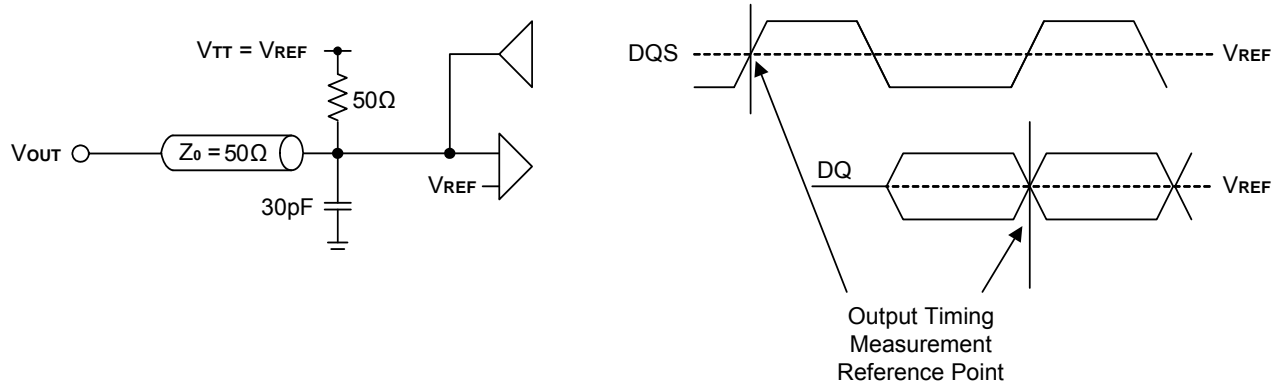 VTT = VREF
50Ω
VOUT
Z0 = 50Ω
VREF
30pF
DQS
VREF
DQ
VREF
Output Timing
Measurement
Reference Point